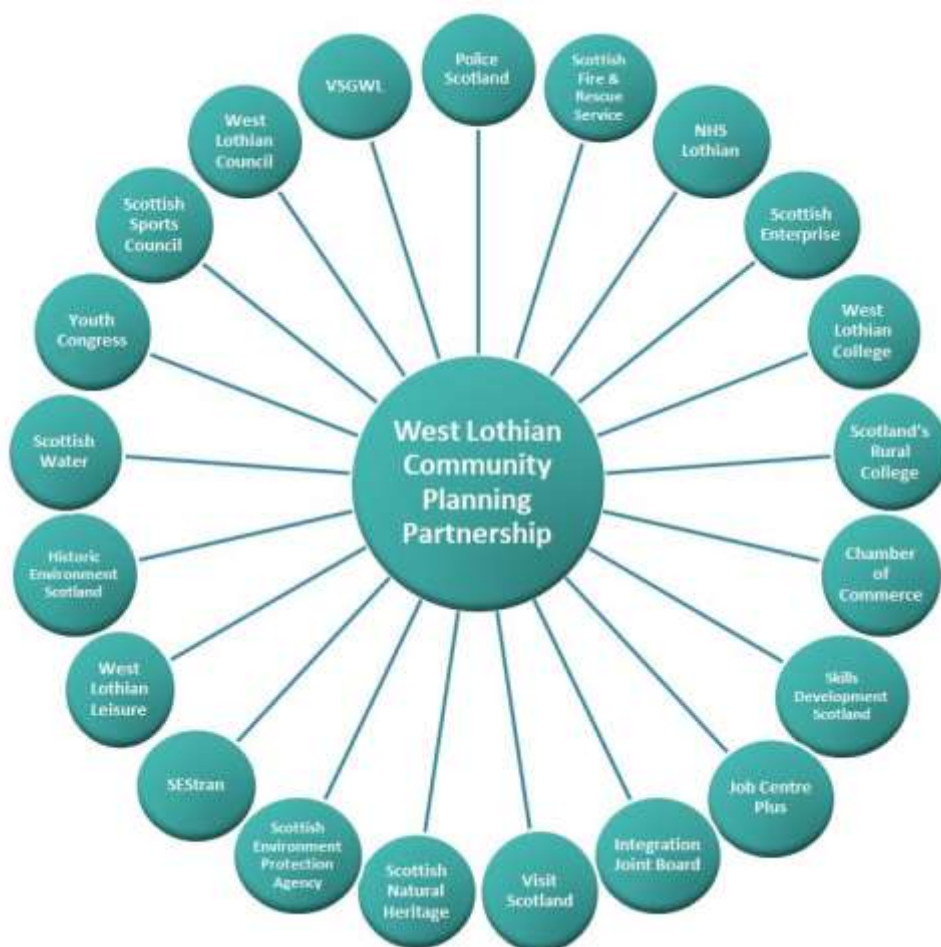 Police
Scotland
Scottish
Fire &
Rescue
Service
NHS
Lothian
Scottish
Enterprise
West
Lothian
College
Scotland's
Rural
College
Chamber
of
Commerce
Skills
Development
Scotland
Job Centre
Plus
Integration
Joint Board
Visit
Scotland
Scottish
Natural
Heritage
Scottish
Environment
Protection
Agency
SEStran
West
Lothian
Leisure
Historic
Environment
Scotland
Scottish
Water
Youth
Congress
Scottish
Sports
Council
West
Lothian
Council
VSGWL
West Lothian
Community
Planning
Partnership